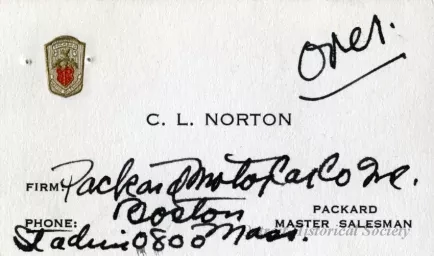 over.
C. L. NORTON
FIRM: Packard Motor Car Co Inc.
Boston
PACKARD
PHONE: Stadium 0800 Mass.
MASTER SALESMAN
Historical Society